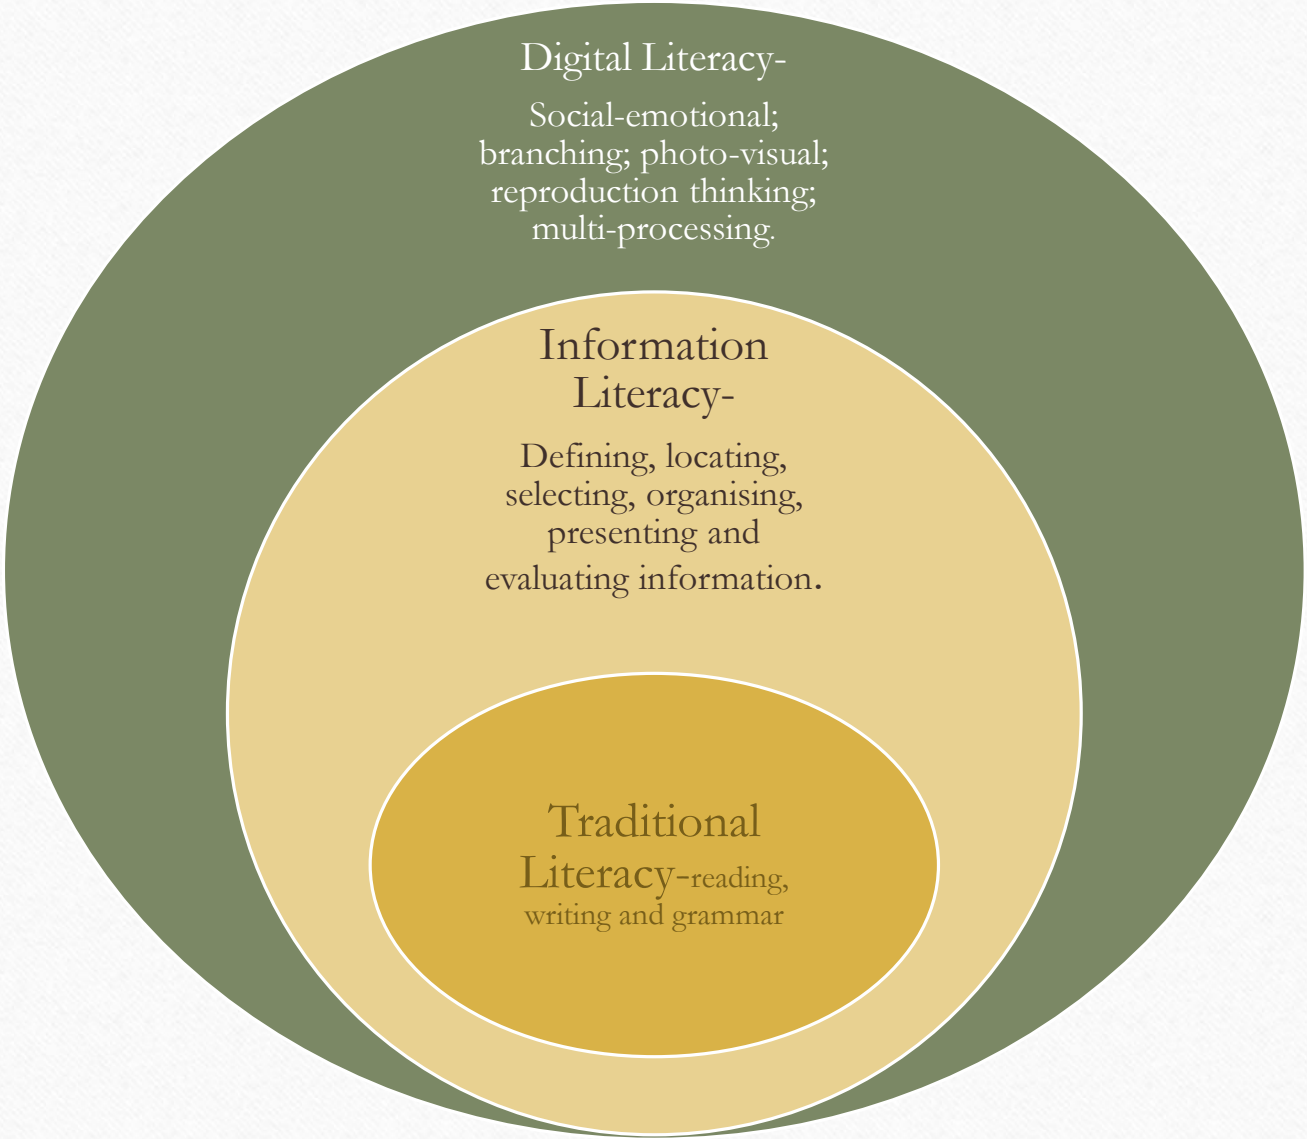 Digital Literacy-
Social-emotional;
branching; photo-visual;
reproduction thinking;
multi-processing.
Information
Literacy-
Defining, locating,
selecting, organising,
presenting and
evaluating information.
Traditional
Literacy-reading,
writing and grammar